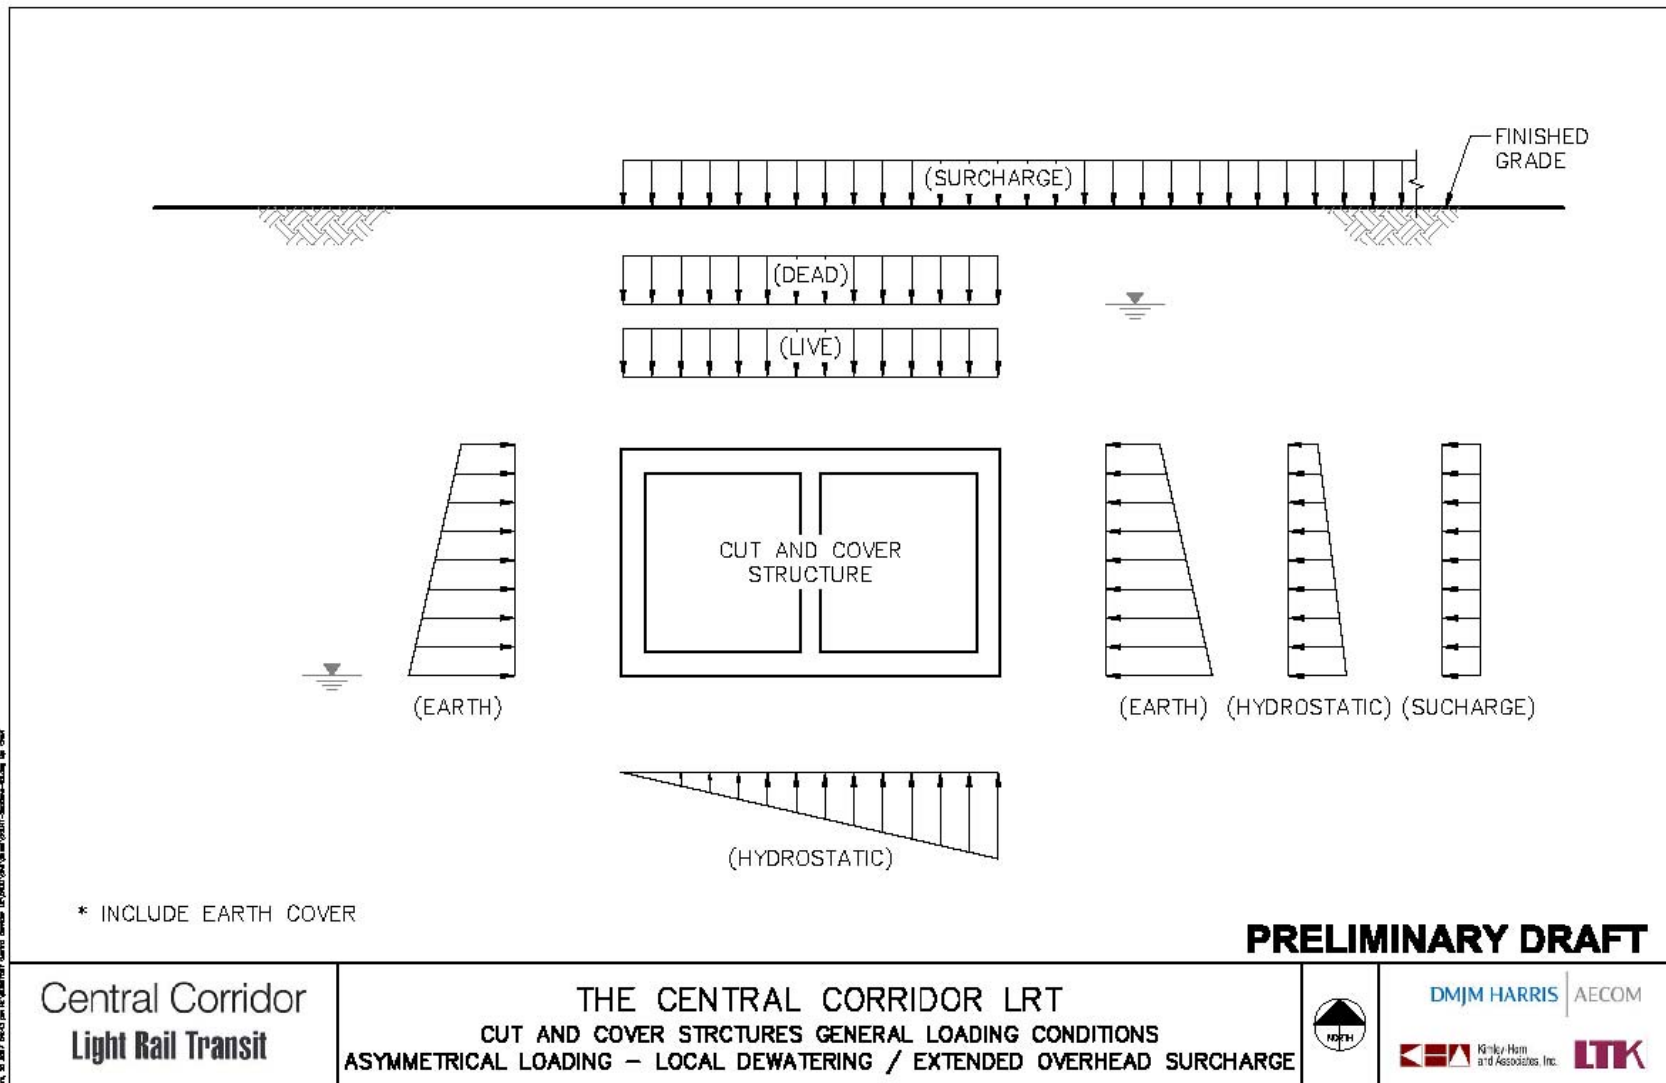 FINISHED
GRADE
(SURCHARGE)
(DEAD)
(LIVE)
CUT AND COVER
STRUCTURE
(EARTH)
(EARTH) (HYDROSTATIC) (SUCHARGE)
(HYDROSTATIC)
* INCLUDE EARTH COVER
PRELIMINARY DRAFT
Central Corridor
Light Rail Transit
THE CENTRAL CORRIDOR LRT
CUT AND COVER STRCTURES GENERAL LOADING CONDITIONS
ASYMMETRICAL LOADING – LOCAL DEWATERING / EXTENDED OVERHEAD SURCHARGE
NORTH
DMJM HARRIS AECOM
Kimley-Horn
and Associates, Inc.
LTK